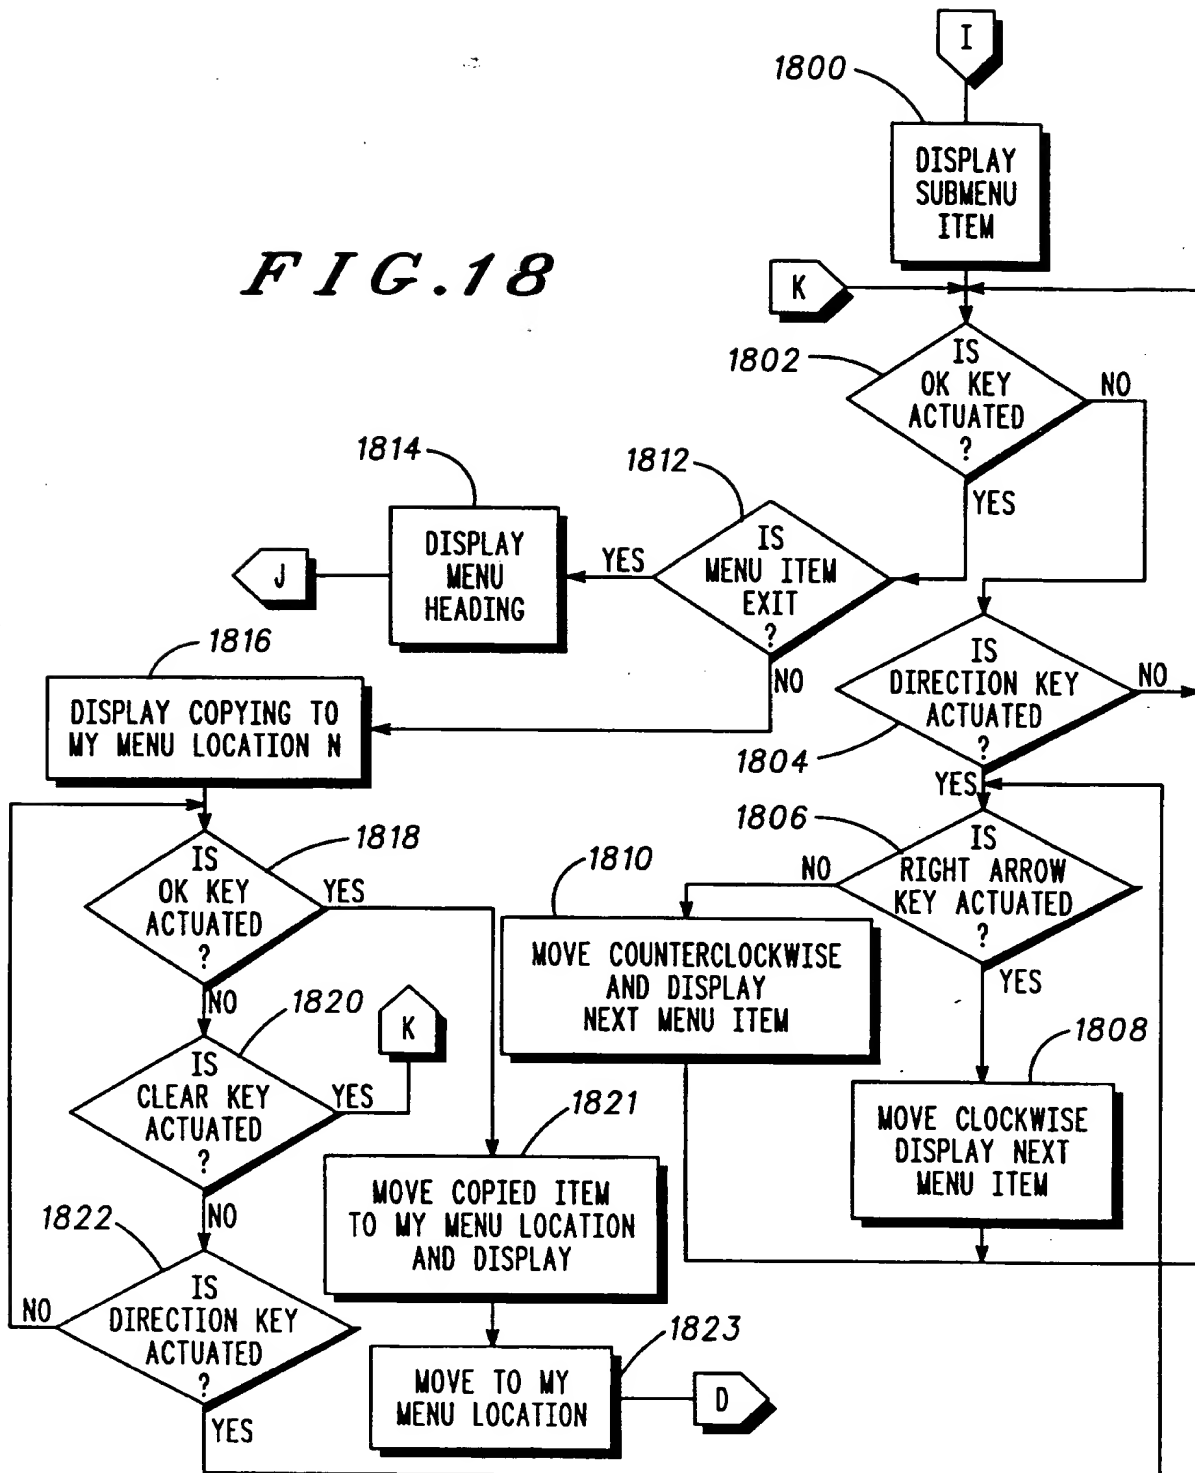 I
1800
DISPLAY
SUBMENU
ITEM
FIG.18
K
1802
IS
OK KEY
ACTUATED
?
NO
YES
1814
1812
DISPLAY
MENU
HEADING
J
YES
IS
MENU ITEM
EXIT
?
NO
1816
DISPLAY COPYING TO
MY MENU LOCATION N
IS
DIRECTION KEY
ACTUATED
?
NO
1804
YES
1806
IS
RIGHT ARROW
KEY ACTUATED
?
NO
YES
1818
IS
OK KEY
ACTUATED
?
YES
NO
1810
MOVE COUNTERCLOCKWISE
AND DISPLAY
NEXT MENU ITEM
1808
MOVE CLOCKWISE
DISPLAY NEXT
MENU ITEM
1820
K
IS
CLEAR KEY
ACTUATED
?
YES
NO
1821
MOVE COPIED ITEM
TO MY MENU LOCATION
AND DISPLAY
1822
IS
DIRECTION KEY
ACTUATED
?
NO
YES
1823
MOVE TO MY
MENU LOCATION
D